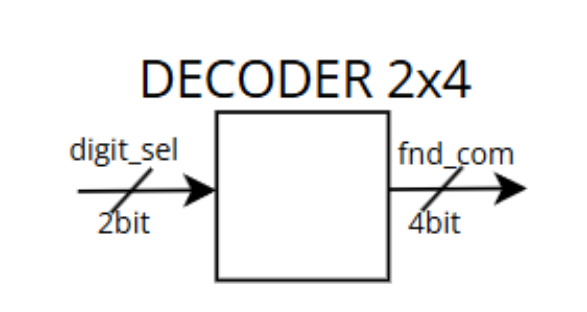 DECODER 2x4
digit_sel
fnd_com
2bit
4bit